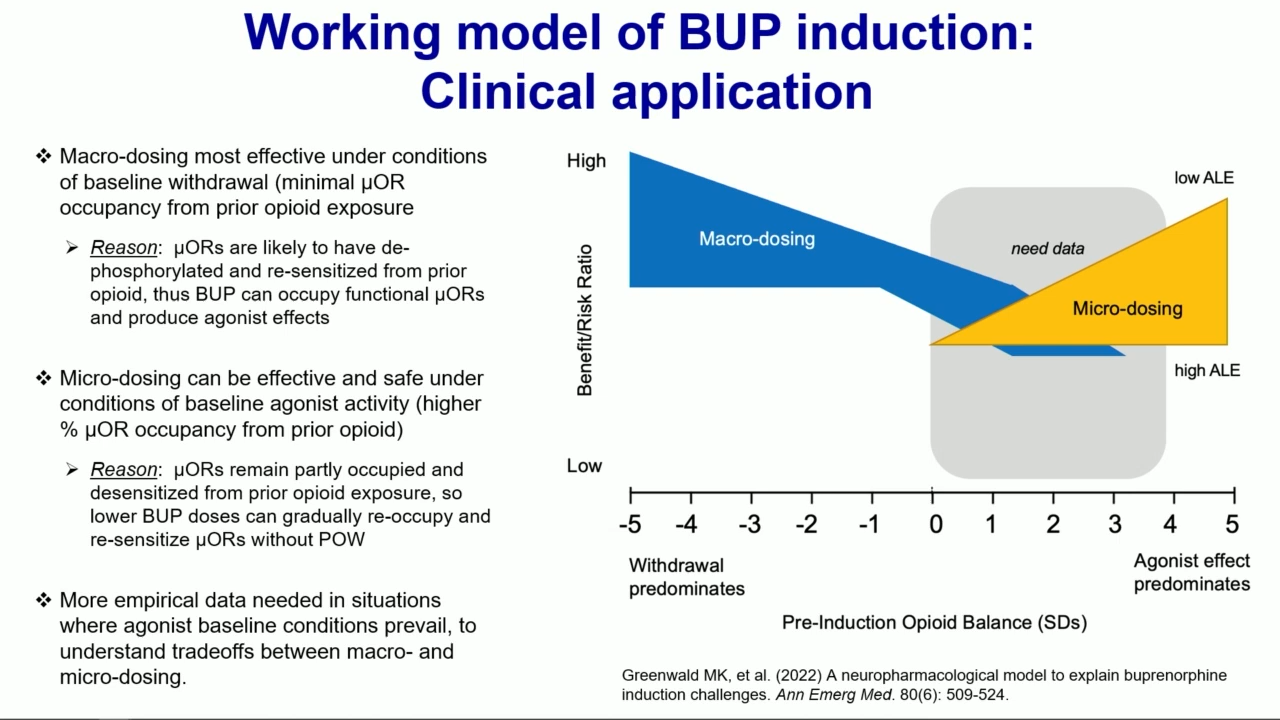 Working model of BUP induction:
Clinical application
❖ Macro-dosing most effective under conditions
of baseline withdrawal (minimal µOR
occupancy from prior opioid exposure
➢ Reason: µORs are likely to have de-
phosphorylated and re-sensitized from prior
opioid, thus BUP can occupy functional µORs
and produce agonist effects
❖ Micro-dosing can be effective and safe under
conditions of baseline agonist activity (higher
% µOR occupancy from prior opioid)
➢ Reason: µORs remain partly occupied and
desensitized from prior opioid exposure, so
lower BUP doses can gradually re-occupy and
re-sensitize µORs without POW
❖ More empirical data needed in situations
where agonist baseline conditions prevail, to
understand tradeoffs between macro- and
micro-dosing.
High
Benefit/Risk Ratio
Low
Macro-dosing
need data
low ALE
Micro-dosing
high ALE
-5 -4 -3 -2 -1 0 1 2 3 4 5
Withdrawal
predominates
Agonist effect
predominates
Pre-Induction Opioid Balance (SDs)
Greenwald MK, et al. (2022) A neuropharmacological model to explain buprenorphine
induction challenges. Ann Emerg Med. 80(6): 509-524.